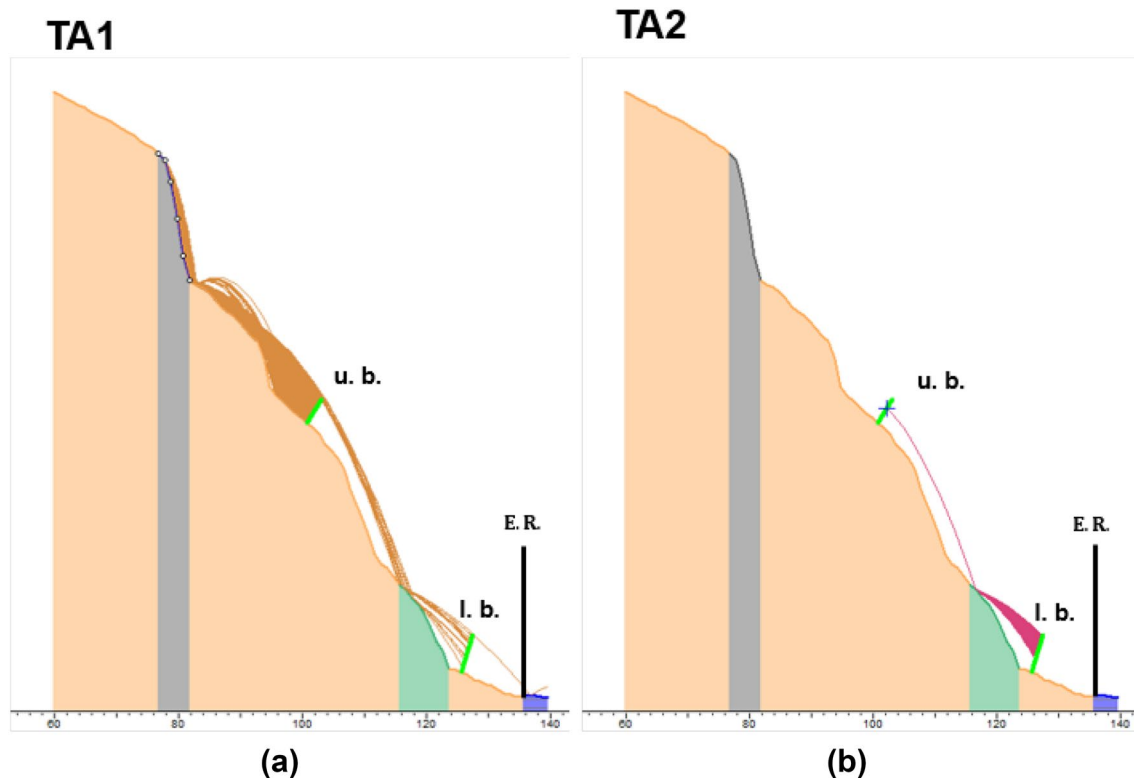 TA1
TA2
u. b.
u. b.
E. R.
E. R.
l. b.
l. b.
60 80 100 120 140
60 80 100 120 140
(a)
(b)